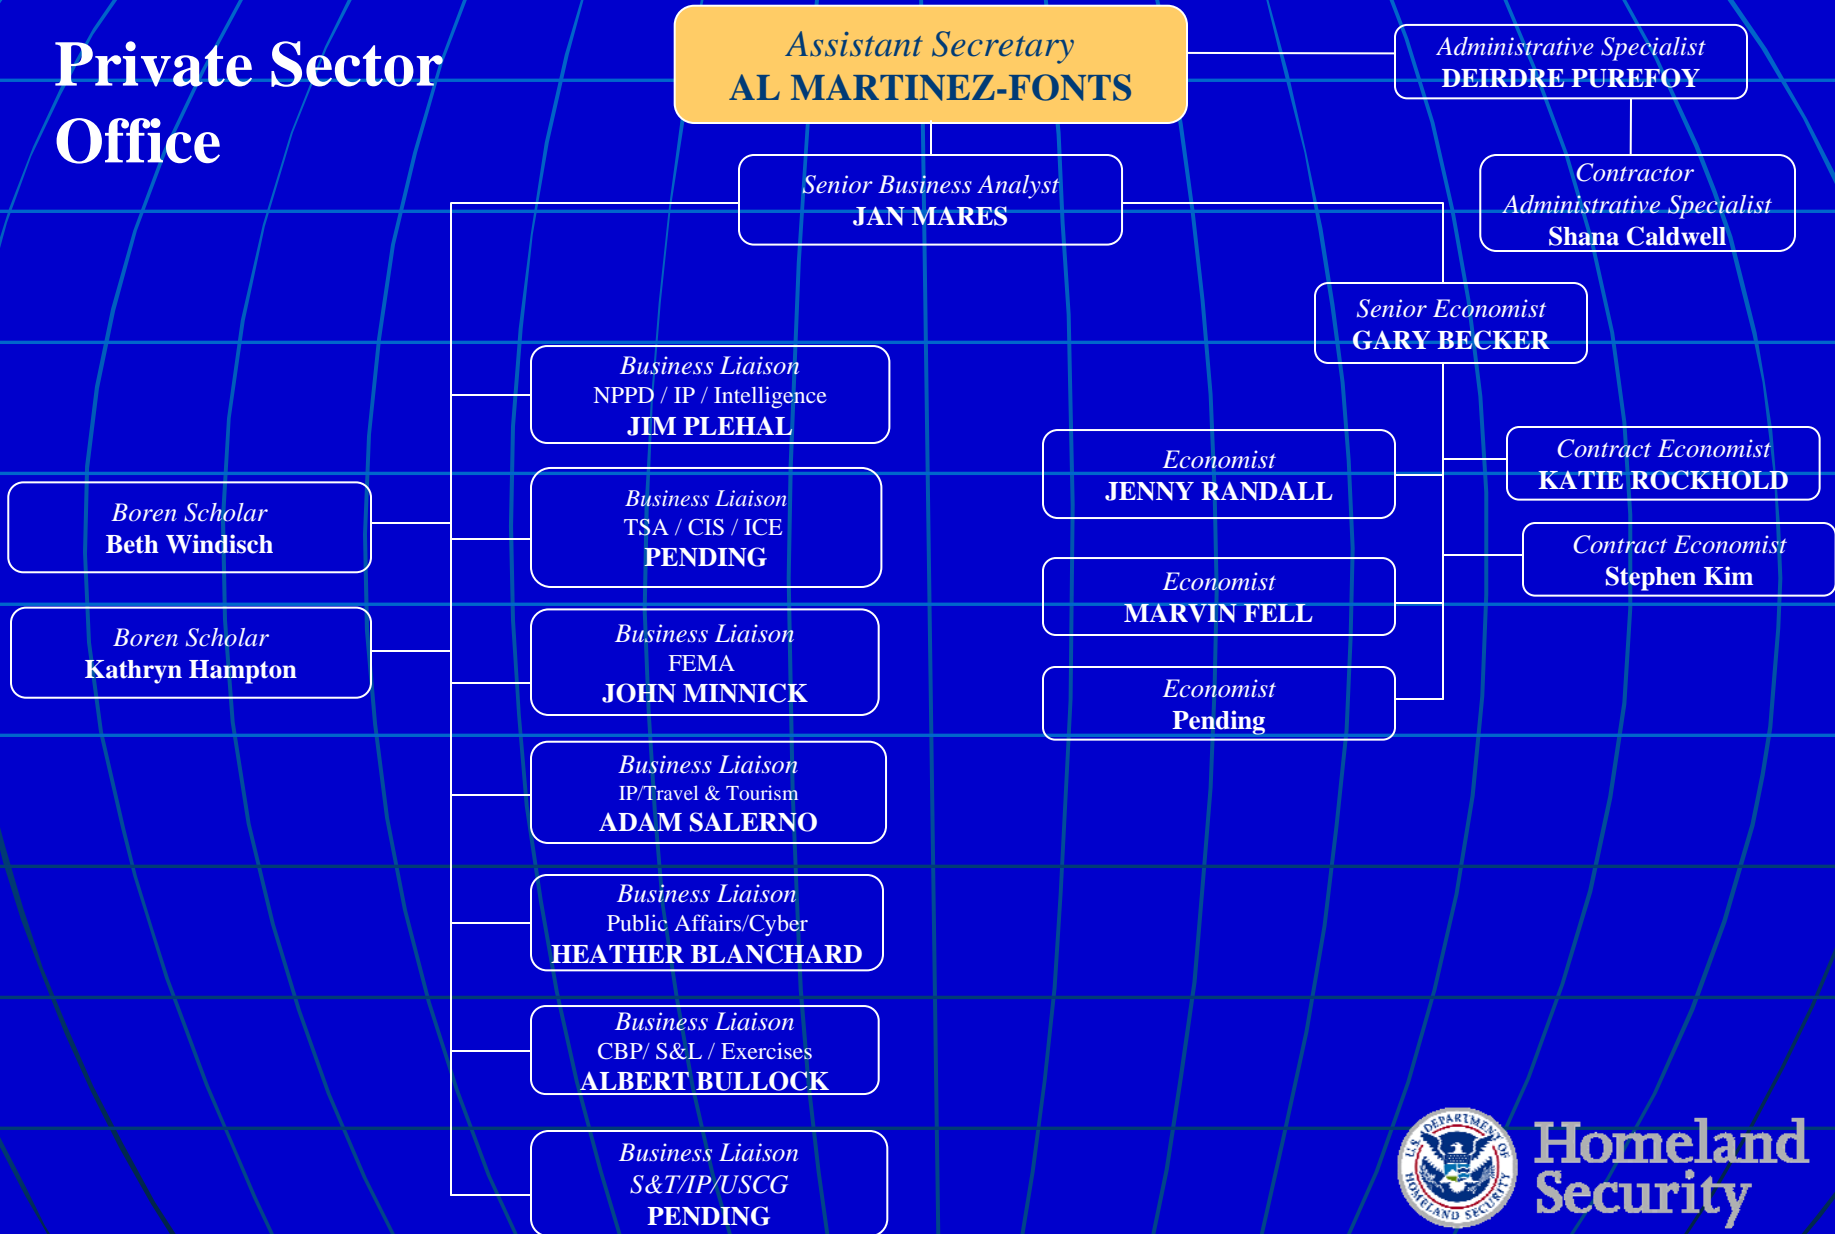 Private Sector
Office
Assistant Secretary
AL MARTINEZ-FONTS
Administrative Specialist
DEIRDRE PUREFOY
Contractor
Administrative Specialist
Shana Caldwell
Senior Business Analyst
JAN MARES
Senior Economist
GARY BECKER
Business Liaison
NPPD / IP / Intelligence
JIM PLEHAL
Business Liaison
TSA / CIS / ICE
PENDING
Business Liaison
FEMA
JOHN MINNICK
Business Liaison
IP/Travel & Tourism
ADAM SALERNO
Business Liaison
Public Affairs/Cyber
HEATHER BLANCHARD
Business Liaison
CBP/ S&L / Exercises
ALBERT BULLOCK
Business Liaison
S&T/IP/USCG
PENDING
Boren Scholar
Beth Windisch
Boren Scholar
Kathryn Hampton
Economist
JENNY RANDALL
Economist
MARVIN FELL
Economist
Pending
Contract Economist
KATIE ROCKHOLD
Contract Economist
Stephen Kim
U.S. DEPARTMENT OF
HOMELAND SECURITY
Homeland
Security